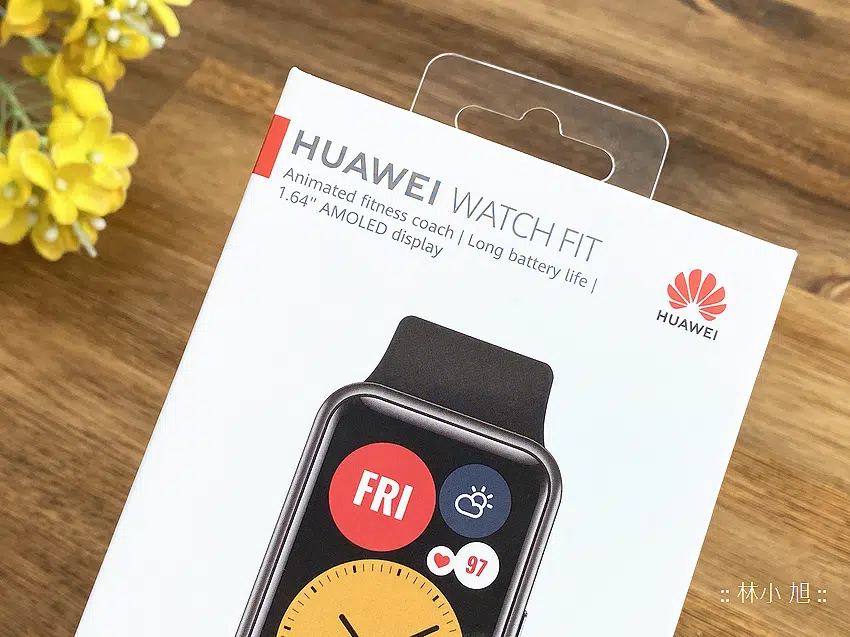 HUAWEI WATCH FIT
Animated fitness coach | Long battery life |
1.64" AMOLED display
HUAWEI
FRI
97
:: 林小旭 ::